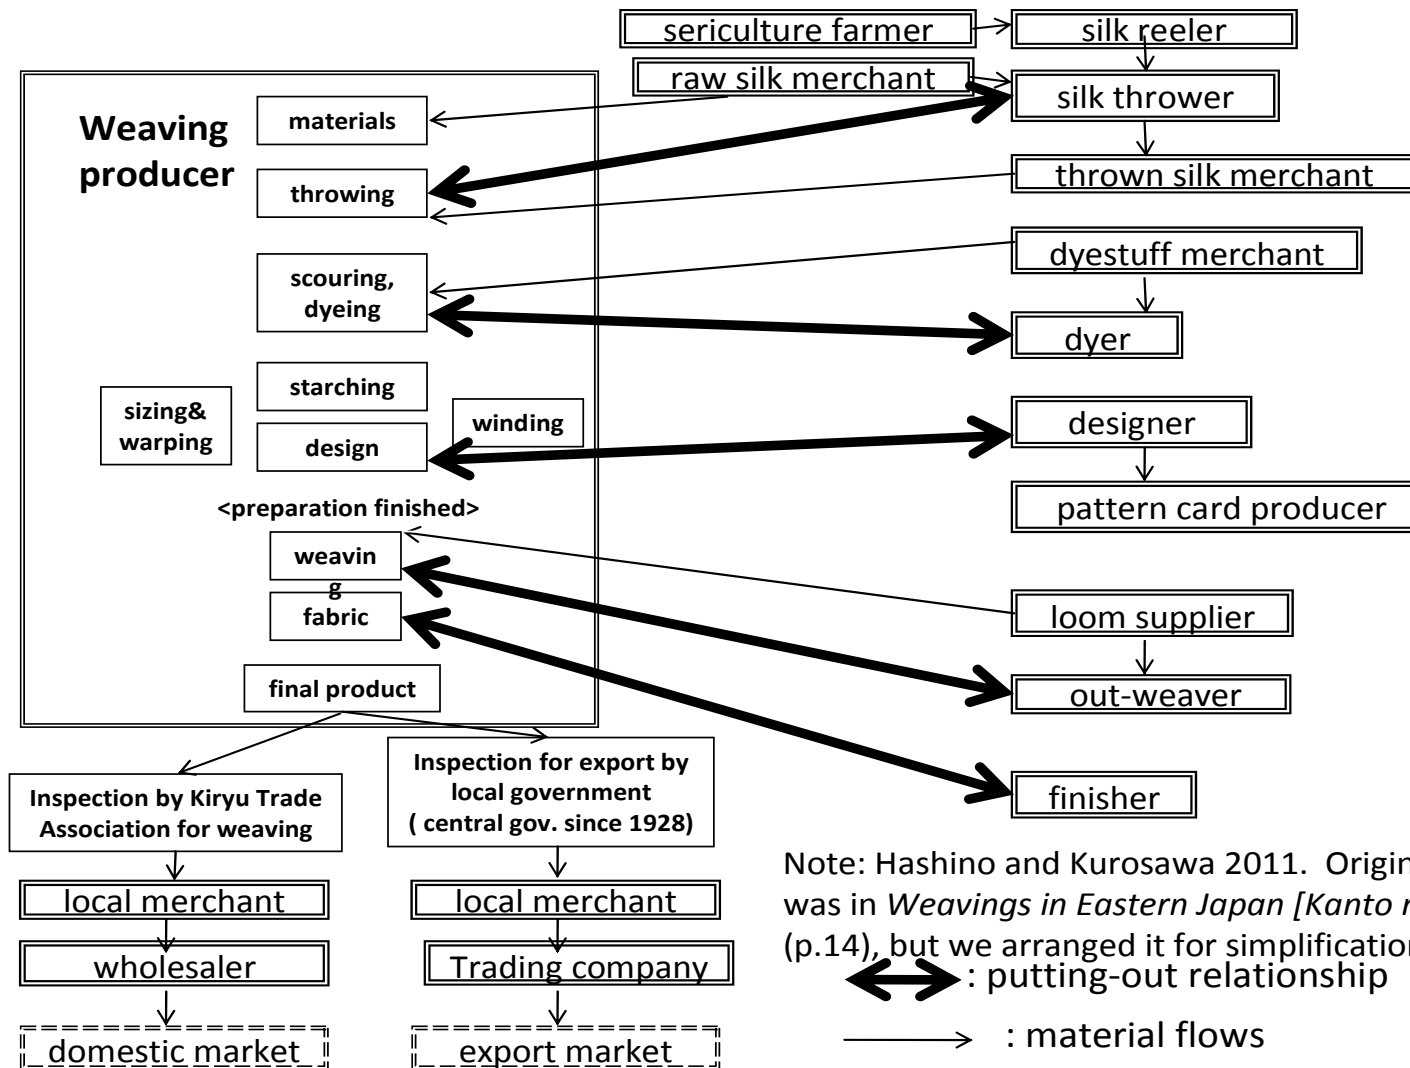 sericulture farmer
silk reeler
raw silk merchant
silk thrower
thrown silk merchant
dyestuff merchant
dyer
designer
pattern card producer
loom supplier
out-weaver
finisher
Weaving
producer
materials
throwing
scouring,
dyeing
starching
sizing&
warping
winding
design
<preparation finished>
weavin
g
fabric
final product
Inspection by Kiryu Trade
Association for weaving
local merchant
wholesaler
domestic market
Inspection for export by
local government
( central gov. since 1928)
local merchant
Trading company
export market
Note: Hashino and Kurosawa 2011. Origin
was in Weavings in Eastern Japan [Kanto r
(p.14), but we arranged it for simplification
: putting-out relationship
: material flows